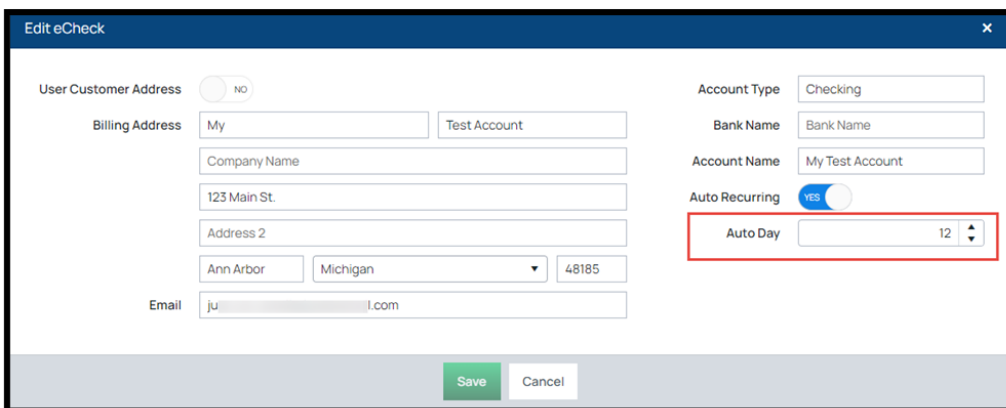 Edit eCheck ×
User Customer Address NO
Billing Address My Test Account
Company Name
123 Main St.
Address 2
Ann Arbor Michigan 48185
Email ju l.com
Account Type Checking
Bank Name Bank Name
Account Name My Test Account
Auto Recurring YES
Auto Day 12
Save Cancel